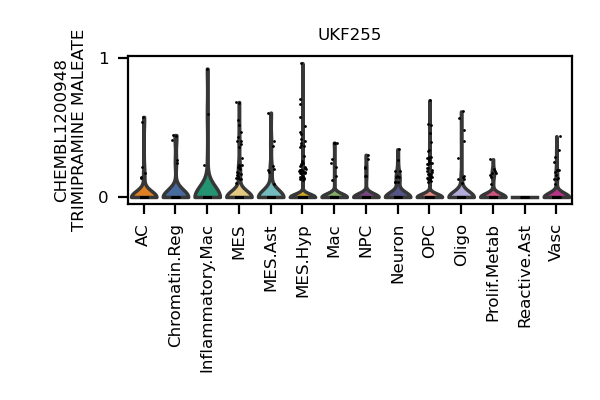 UKF255
CHEMBL1200948
TRIMIPRAMINE MALEATE
1
0
AC
Chromatin.Reg
Inflammatory.Mac
MES
MES.Ast
MES.Hyp
Mac
NPC
Neuron
OPC
Oligo
Prolif.Metab
Reactive.Ast
Vasc